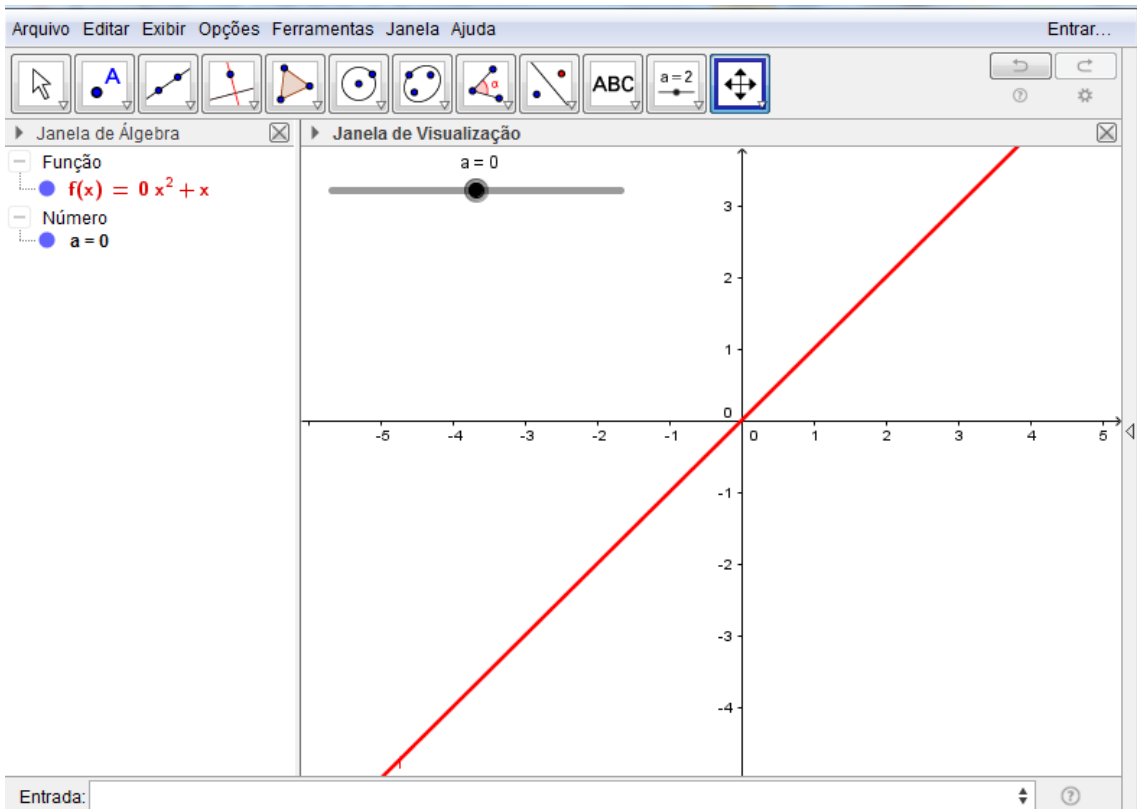 Arquivo Editar Exibir Opções Ferramentas Janela Ajuda Entrar...
A α ABC a=2
Janela de Álgebra
Função
f(x) = 0 x² + x
Número
a = 0
Janela de Visualização
a = 0
3
2
1
0
-5 -4 -3 -2 -1 0 1 2 3 4 5
-1
-2
-3
-4
f
Entrada: